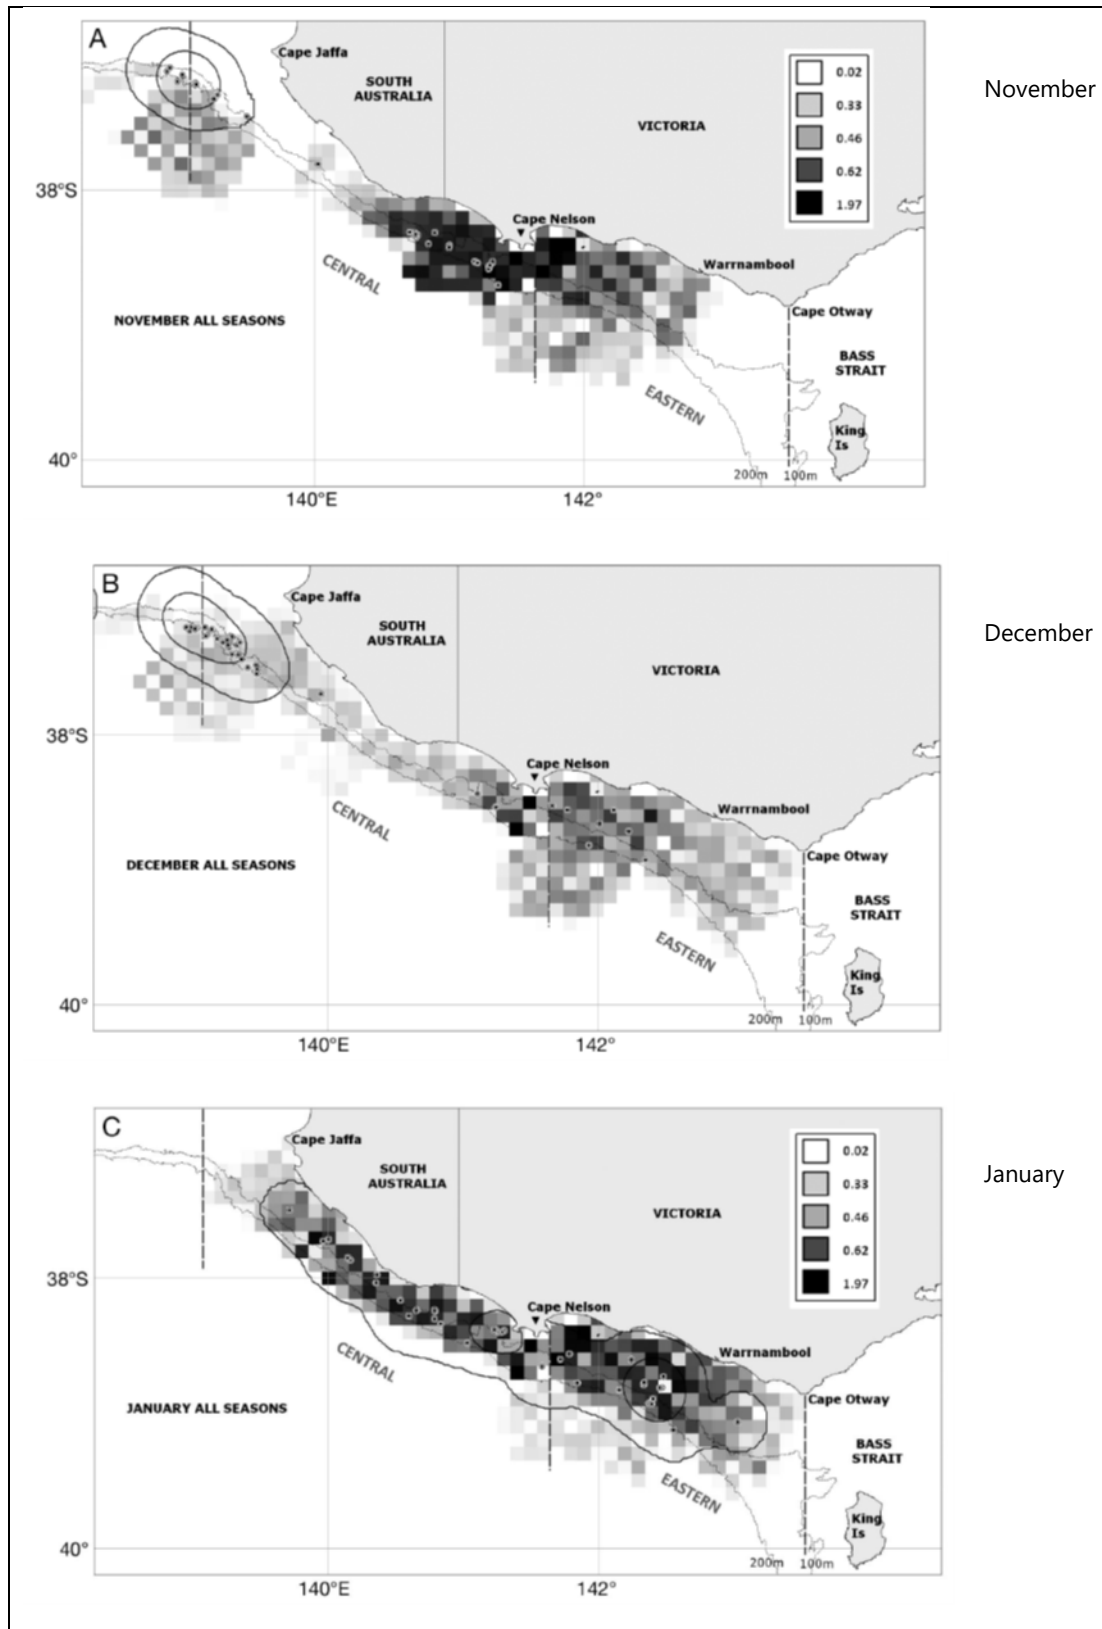 A
Cape Jaffa
SOUTH
AUSTRALIA
VICTORIA
0.02
0.33
0.46
0.62
1.97
November
38°S
Cape Nelson
Warrnambool
CENTRAL
NOVEMBER ALL SEASONS
Cape Otway
BASS
STRAIT
EASTERN
King
Is
40°
200m 100m
140°E
142°
B
Cape Jaffa
SOUTH
AUSTRALIA
VICTORIA
December
38°S
Cape Nelson
Warrnambool
CENTRAL
DECEMBER ALL SEASONS
Cape Otway
BASS
STRAIT
EASTERN
King
Is
40°
200m 100m
140°E
142°
C
Cape Jaffa
SOUTH
AUSTRALIA
VICTORIA
0.02
0.33
0.46
0.62
1.97
January
38°S
Cape Nelson
Warrnambool
CENTRAL
JANUARY ALL SEASONS
Cape Otway
BASS
STRAIT
EASTERN
King
Is
40°
200m 100m
140°E
142°